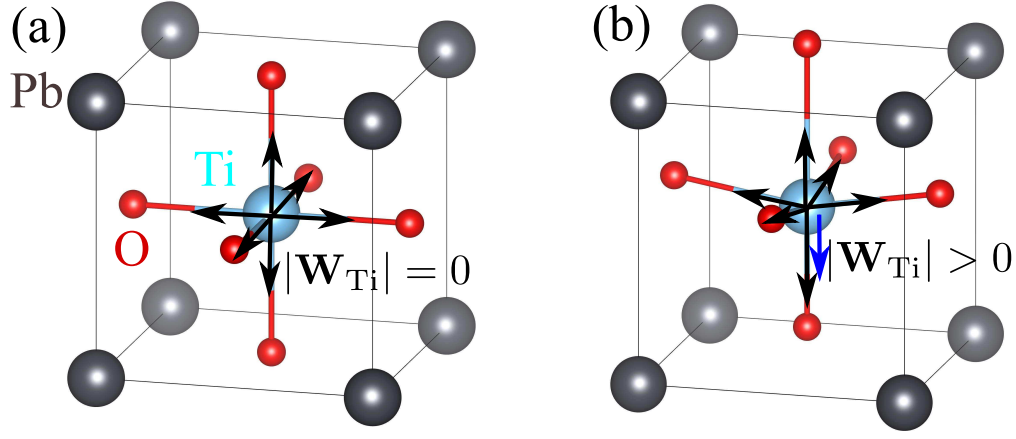 (a)
Pb
Ti
O
|W_Ti| = 0
(b)
|W_Ti| > 0